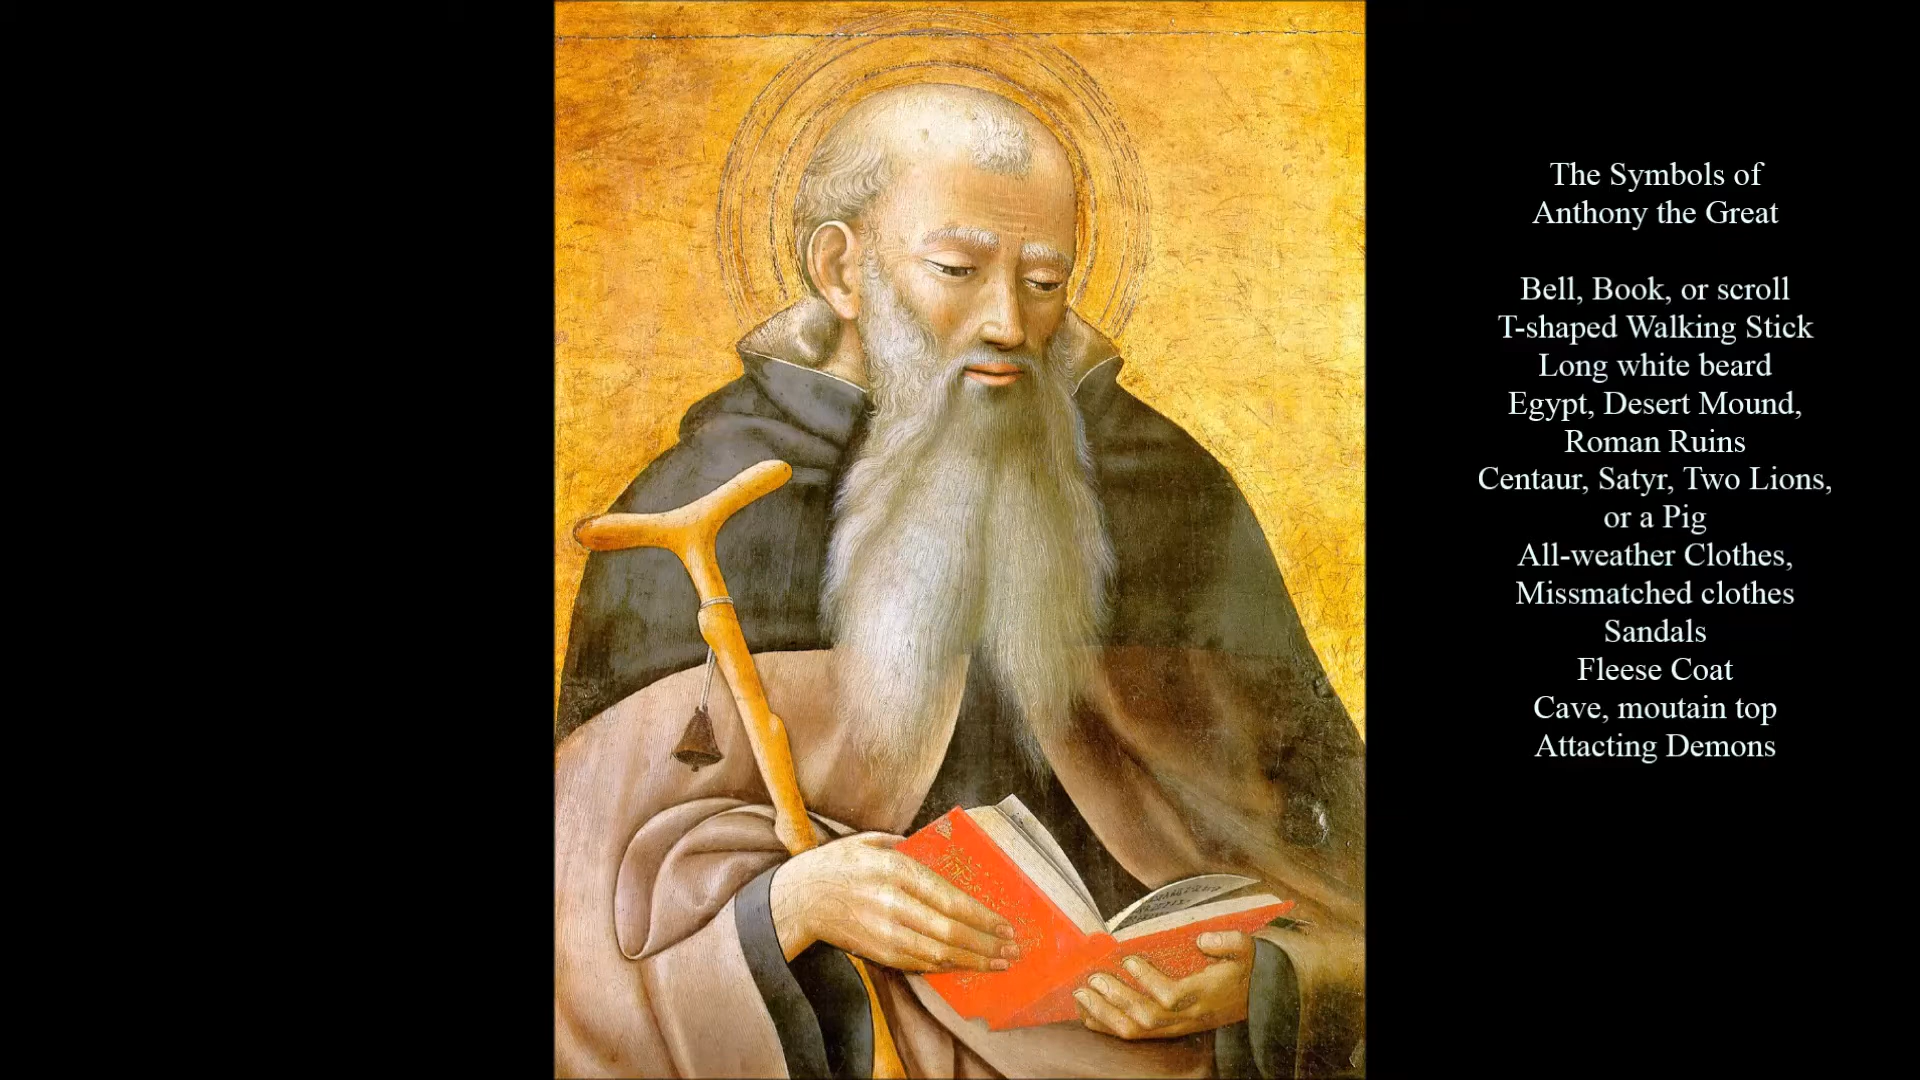 The Symbols of
Anthony the Great
Bell, Book, or scroll
T-shaped Walking Stick
Long white beard
Egypt, Desert Mound,
Roman Ruins
Centaur, Satyr, Two Lions,
or a Pig
All-weather Clothes,
Missmatched clothes
Sandals
Fleese Coat
Cave, moutain top
Attacting Demons